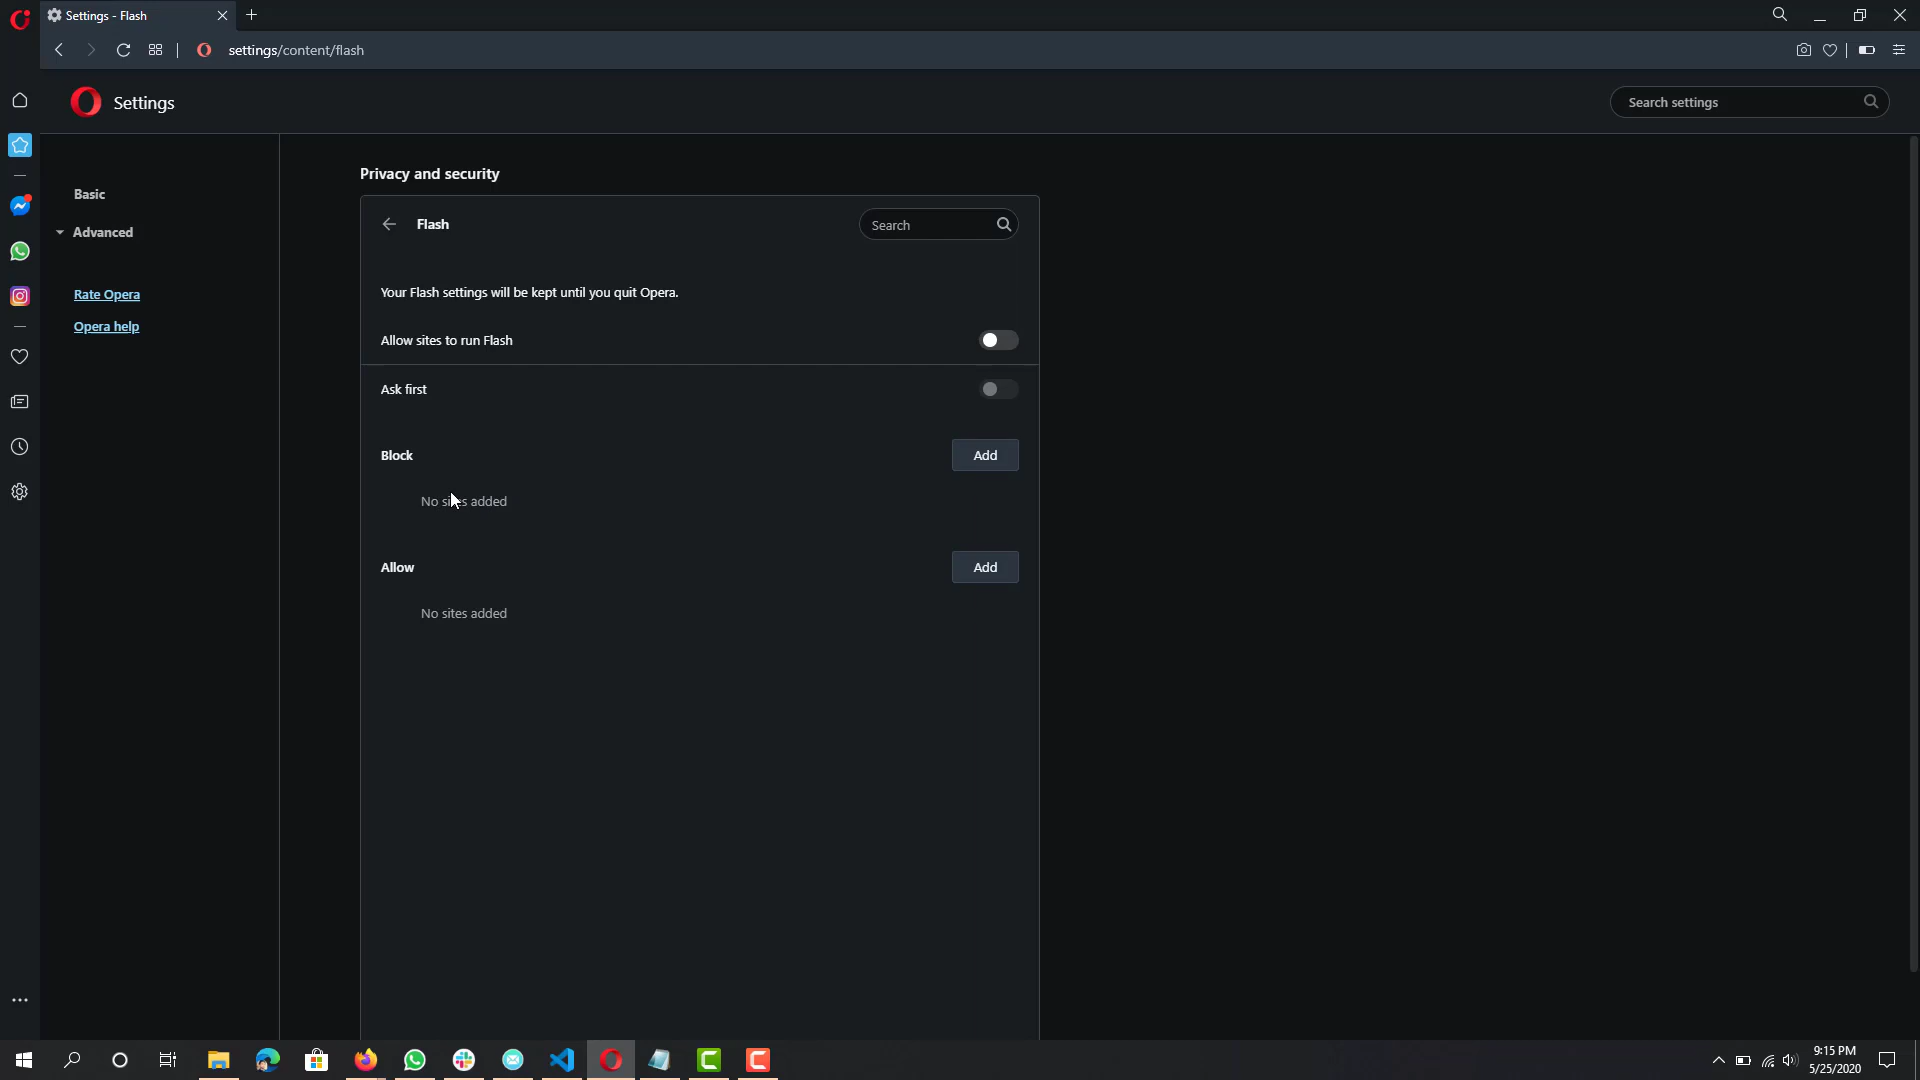 Settings - Flash
settings/content/flash
Settings
Search settings
Basic
Advanced
Rate Opera
Opera help
Privacy and security
Flash
Search
Your Flash settings will be kept until you quit Opera.
Allow sites to run Flash
Ask first
Block
Add
No sites added
Allow
Add
No sites added
9:15 PM
5/25/2020